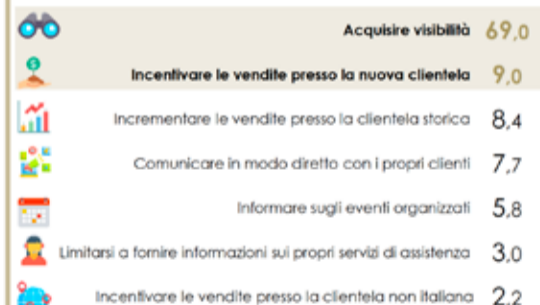 Acquisire visibilità 69,0
Incentivare le vendite presso la nuova clientela 9,0
Incrementare le vendite presso la clientela storica 8,4
Comunicare in modo diretto con i propri clienti 7,7
Informare sugli eventi organizzati 5,8
Limitarsi a fornire informazioni sui propri servizi di assistenza 3,0
Incentivare le vendite presso la clientela non italiana 2,2